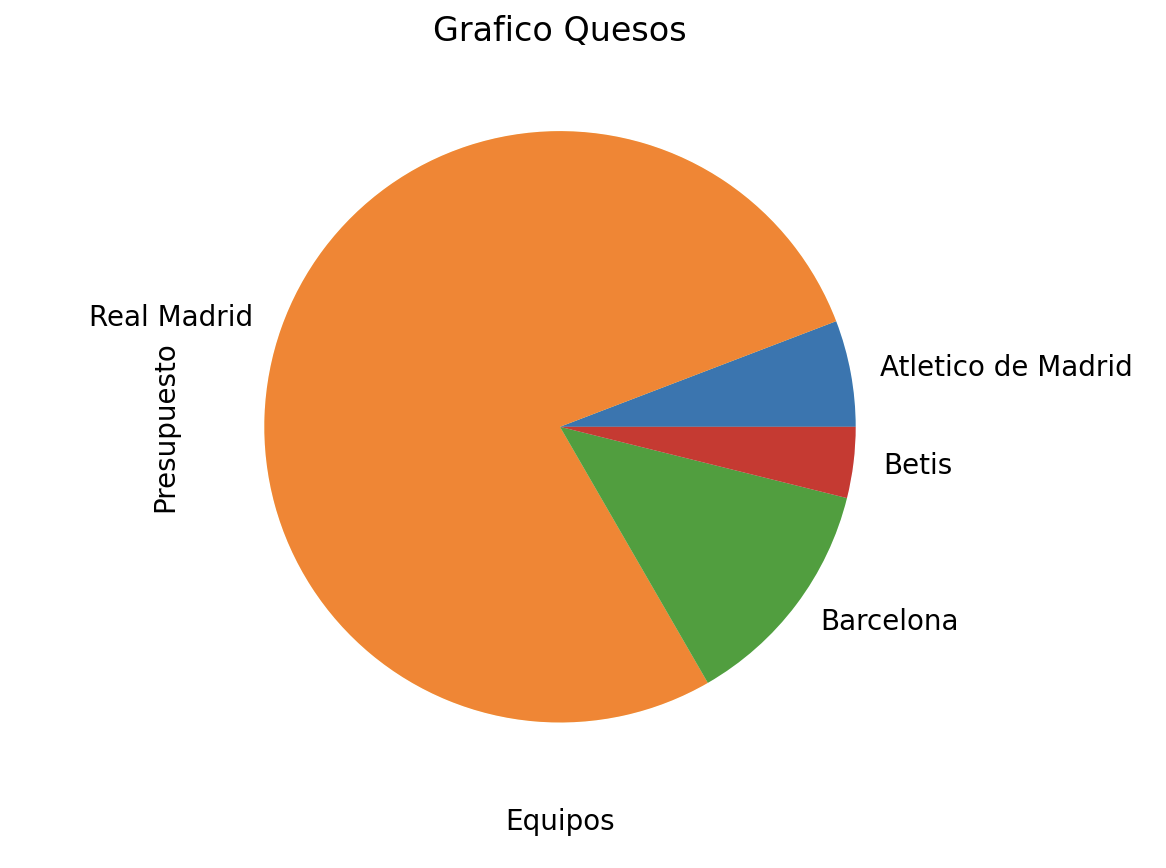 Grafico Quesos
Real Madrid
Presupuesto
Atletico de Madrid
Betis
Barcelona
Equipos